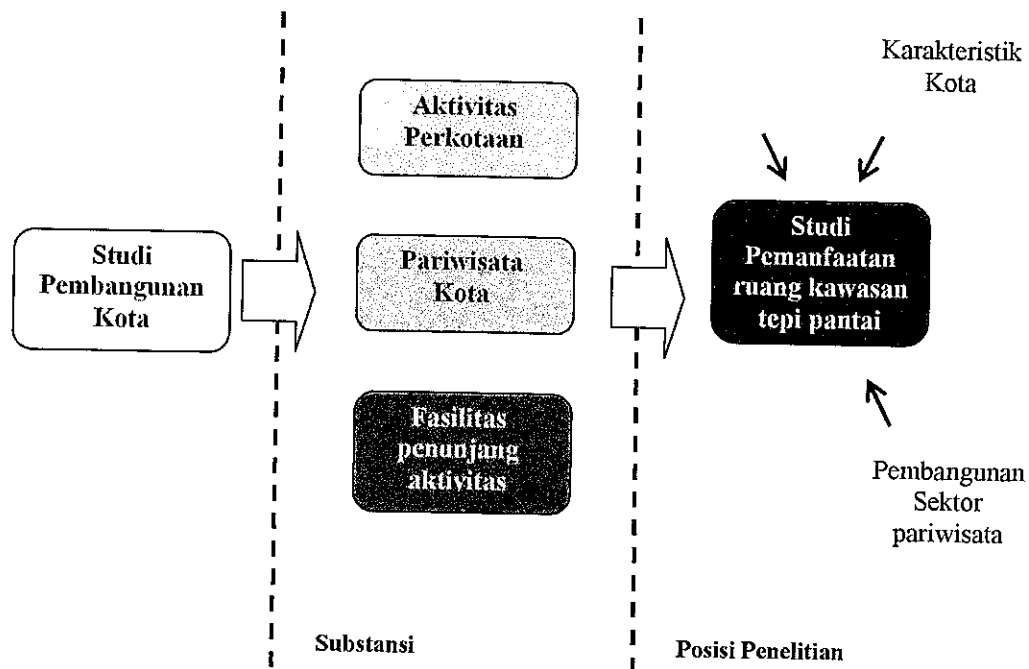 Studi
Pembangunan
Kota
Aktivitas
Perkotaan
Pariwisata
Kota
Fasilitas
penunjang
aktivitas
Substansi
Karakteristik
Kota
Studi
Pemanfaatan
ruang kawasan
tepi pantai
Pembangunan
Sektor
pariwisata
Posisi Penelitian